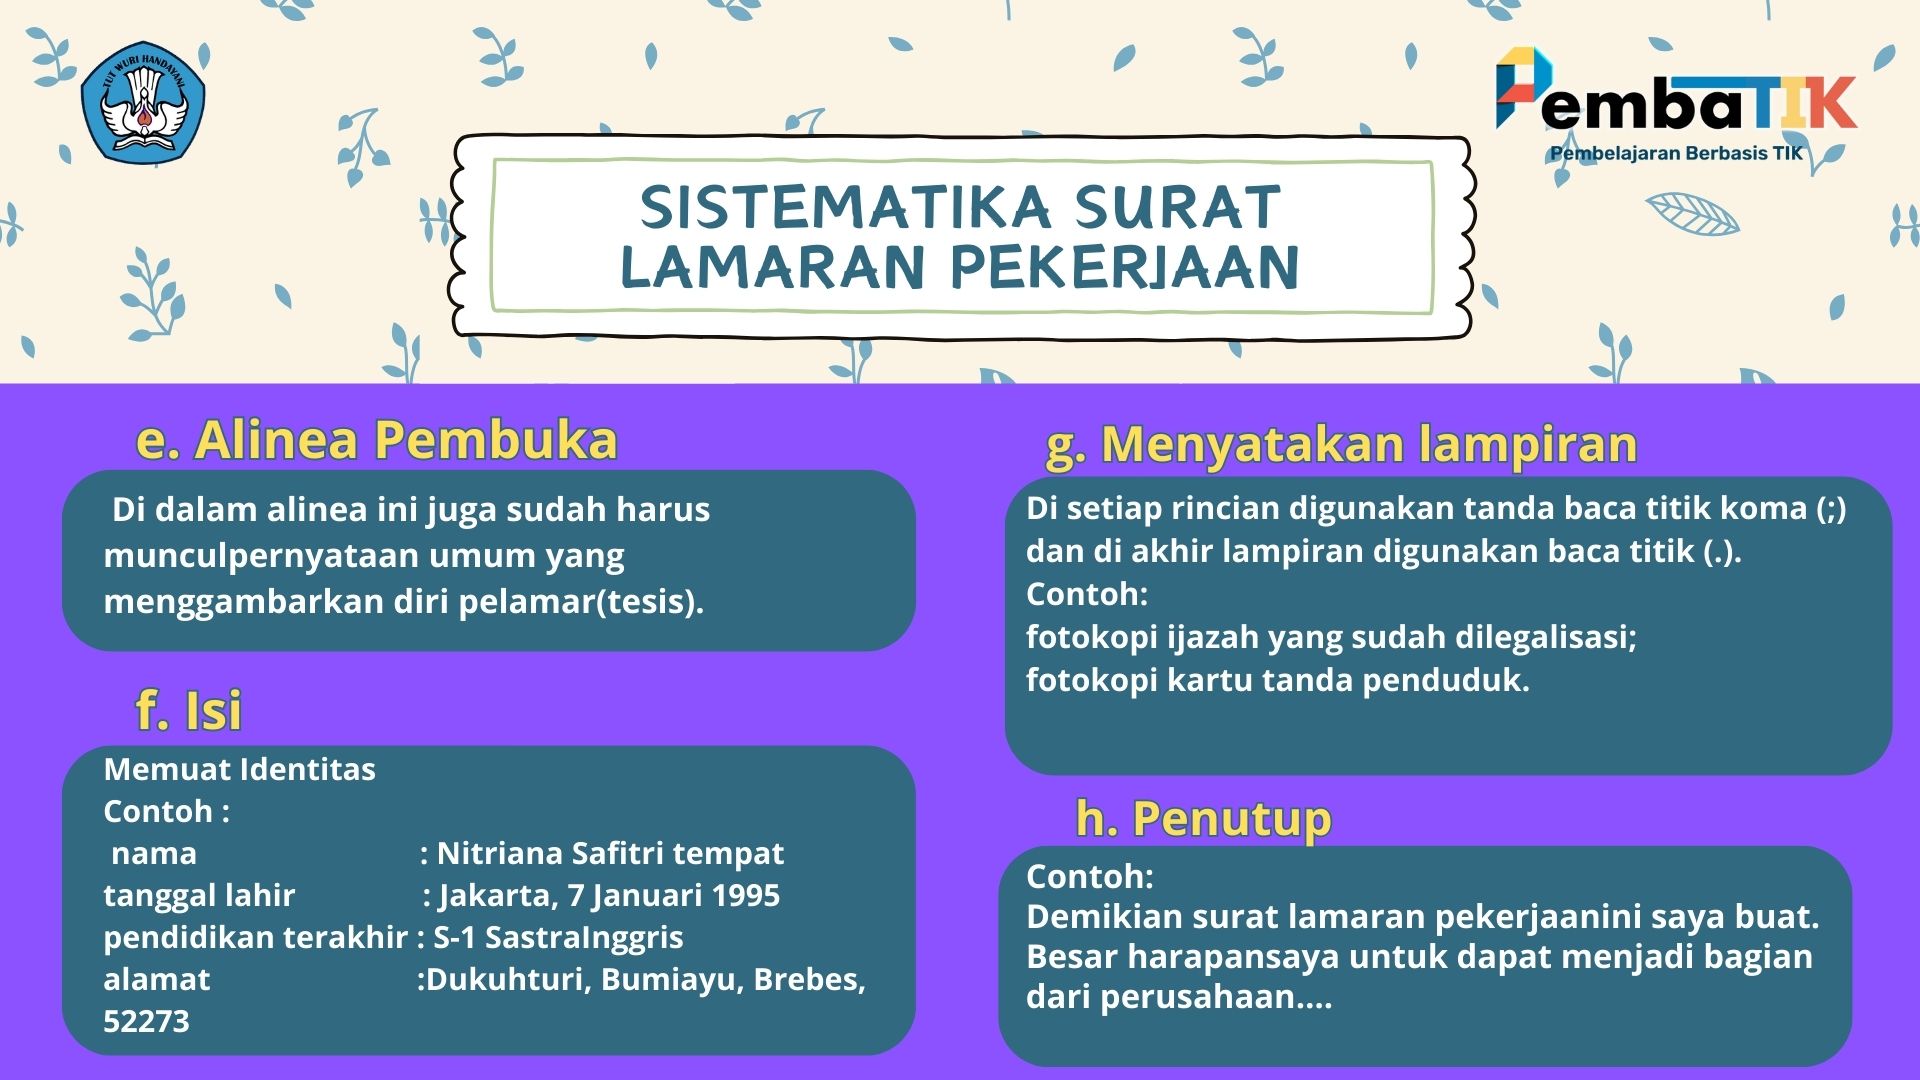 TUT WURI HANDAYANI
PembaTIK
Pembelajaran Berbasis TIK
SISTEMATIKA SURAT
LAMARAN PEKERJAAN
e. Alinea Pembuka
Di dalam alinea ini juga sudah harus
munculpernyataan umum yang
menggambarkan diri pelamar(tesis).
f. Isi
Memuat Identitas
Contoh :
nama : Nitriana Safitri tempat
tanggal lahir : Jakarta, 7 Januari 1995
pendidikan terakhir : S-1 SastraInggris
alamat :Dukuhturi, Bumiayu, Brebes,
52273
g. Menyatakan lampiran
Di setiap rincian digunakan tanda baca titik koma (;)
dan di akhir lampiran digunakan baca titik (.).
Contoh:
fotokopi ijazah yang sudah dilegalisasi;
fotokopi kartu tanda penduduk.
h. Penutup
Contoh:
Demikian surat lamaran pekerjaanini saya buat.
Besar harapansaya untuk dapat menjadi bagian
dari perusahaan....